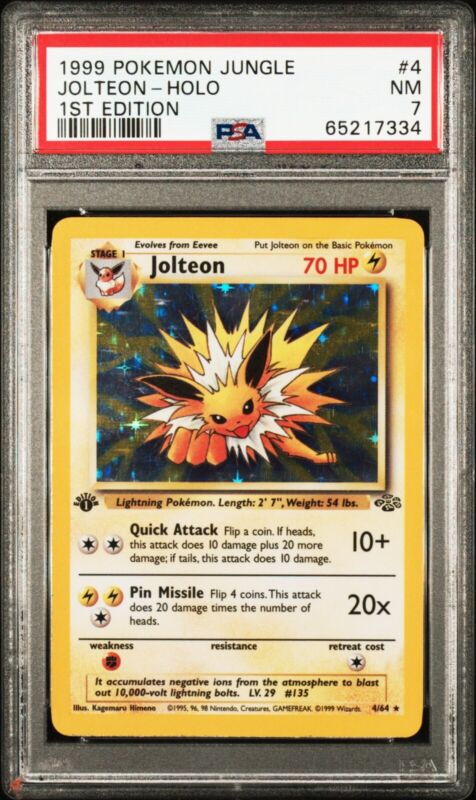 1999 POKEMON JUNGLE #4
JOLTEON - HOLO NM
1ST EDITION 7
PSA 65217334
Evolves from Eevee Put Jolteon on the Basic Pokémon
STAGE 1
Jolteon 70 HP
EDITION
1
Lightning Pokémon. Length: 2' 7", Weight: 54 lbs.
Quick Attack Flip a coin. If heads,
this attack does 10 damage plus 20 more
damage; if tails, this attack does 10 damage.
10+
Pin Missile Flip 4 coins. This attack
does 20 damage times the number of
heads.
20x
weakness resistance retreat cost
It accumulates negative ions from the atmosphere to blast
out 10,000-volt lightning bolts. LV. 29 #135
Illus. Kagemaru Himeno ©1995, 96, 98 Nintendo, Creatures, GAMEFREAK. ©1999 Wizards. 4/64 ★